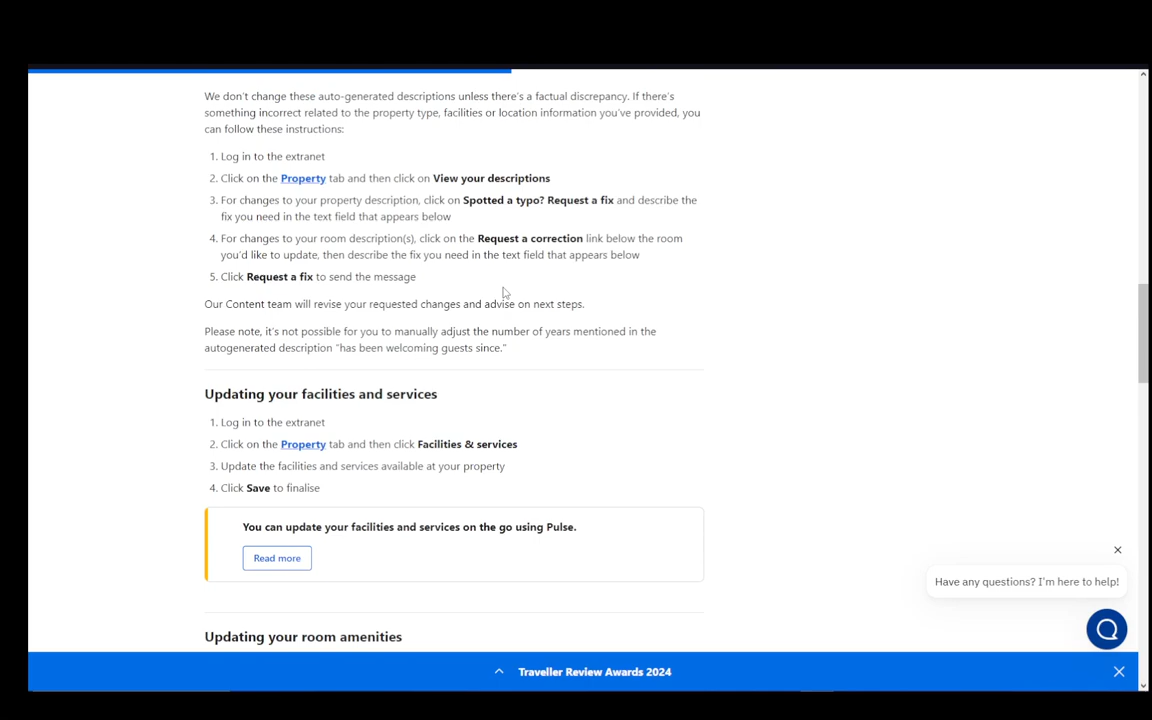 We don't change these auto-generated descriptions unless there's a factual discrepancy. If there's
something incorrect related to the property type, facilities or location information you've provided, you
can follow these instructions:
1. Log in to the extranet
2. Click on the Property tab and then click on View your descriptions
3. For changes to your property description, click on Spotted a typo? Request a fix and describe the
fix you need in the text field that appears below
4. For changes to your room description(s), click on the Request a correction link below the room
you'd like to update, then describe the fix you need in the text field that appears below
5. Click Request a fix to send the message
Our Content team will revise your requested changes and advise on next steps.
Please note, it's not possible for you to manually adjust the number of years mentioned in the
autogenerated description "has been welcoming guests since."
Updating your facilities and services
1. Log in to the extranet
2. Click on the Property tab and then click Facilities & services
3. Update the facilities and services available at your property
4. Click Save to finalise
You can update your facilities and services on the go using Pulse.
Read more
Have any questions? I'm here to help!
Updating your room amenities
Traveller Review Awards 2024